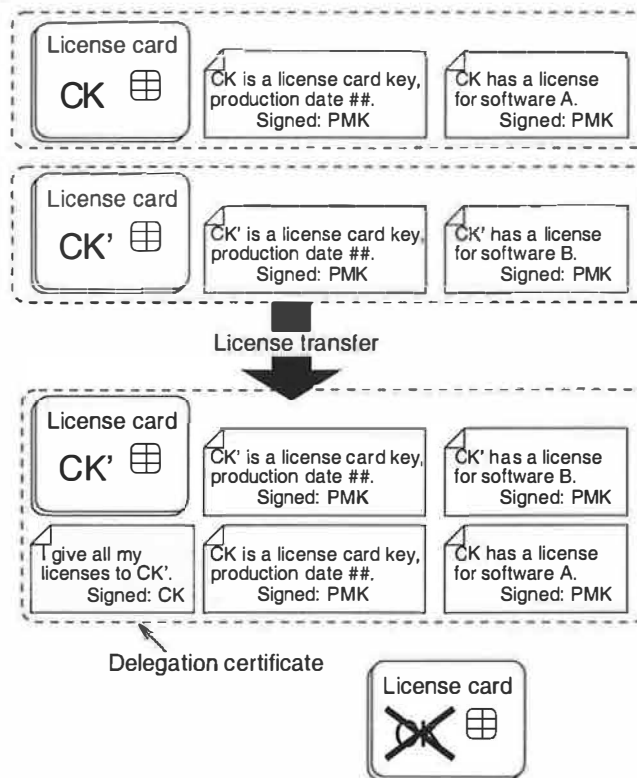 License card
CK
CK is a license card key,
production date ##.
Signed: PMK
CK has a license
for software A.
Signed: PMK
License card
CK'
CK' is a license card key,
production date ##.
Signed: PMK
CK' has a license
for software B.
Signed: PMK
License transfer
License card
CK'
CK' is a license card key,
production date ##.
Signed: PMK
CK' has a license
for software B.
Signed: PMK
I give all my
licenses to CK'.
Signed: CK
CK is a license card key,
production date ##.
Signed: PMK
CK has a license
for software A.
Signed: PMK
Delegation certificate
License card
CK